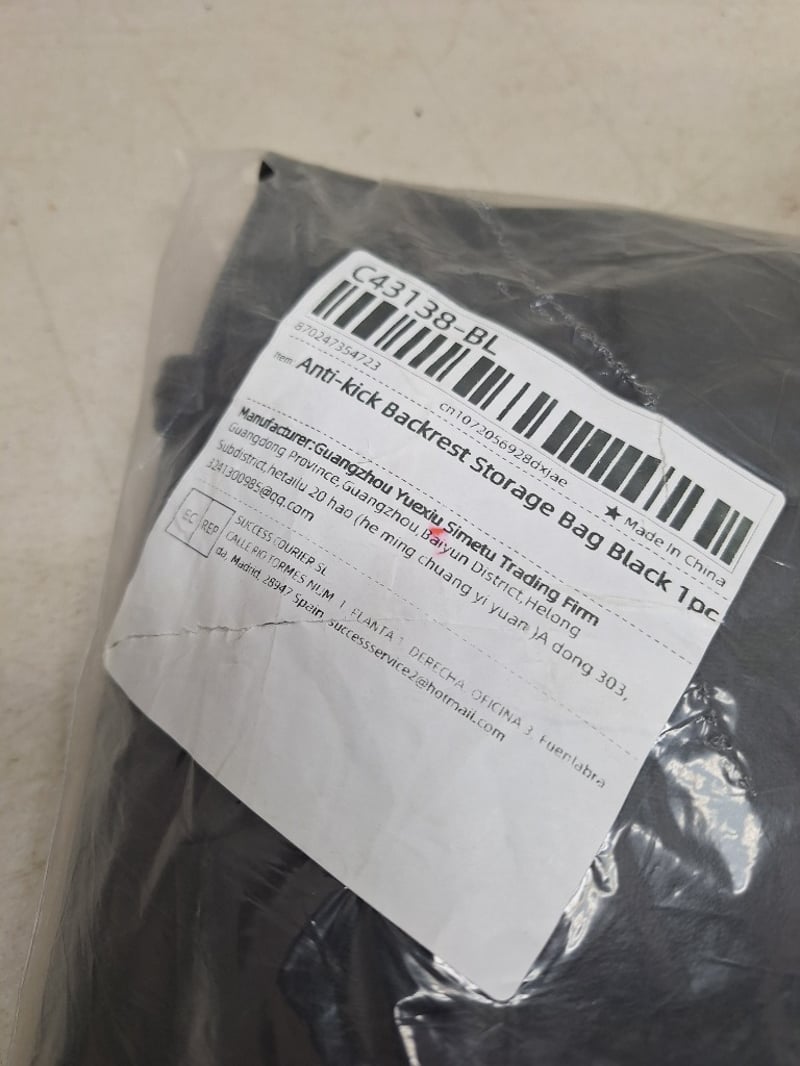 C43138-BL
870247354723
cn1072056928dxjae
★ Made in China
Item: Anti-kick Backrest Storage Bag Black 1pc
Manufacturer:Guangzhou Yuexiu Simetu Trading Firm
Guangdong Province,Guangzhou Baiyun District,Helong
Subdistrict,hetailu 20 hao (he ming chuang yi yuan )A dong 303,
3241300985@qq.com
EC REP
SUCCESS COURIER SL
CALLE RIO TORMES NUM. 1, PLANTA 1, DERECHA, OFICINA 3, Fuenlabra
da, Madrid, 28947 Spain, successservice2@hotmail.com